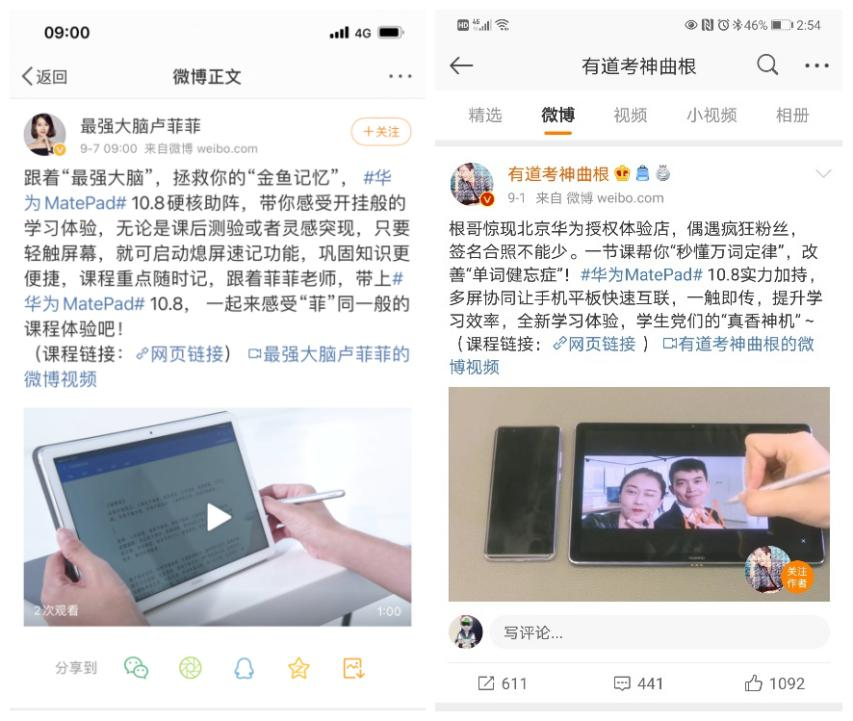 09:00
4G
返回
微博正文
最强大脑卢菲菲
+关注
9-7 09:00 来自微博 weibo.com
跟着“最强大脑”，拯救你的“金鱼记忆”， #华
为MatePad# 10.8硬核助阵，带你感受开挂般的
学习体验，无论是课后测验或者灵感突现，只要
轻触屏幕，就可启动熄屏速记功能，巩固知识更
便捷，课程重点随时记，跟着菲菲老师，带上#
华为MatePad# 10.8， 一起来感受“菲”同一般的
课程体验吧！
（课程链接：网页链接） 最强大脑卢菲菲的
微博视频
2次观看
1:00
分享到
HD 46%
2:54
有道考神曲根
精选 微博 视频 小视频 相册
有道考神曲根
9-1 来自 微博 weibo.com
根哥惊现北京华为授权体验店，偶遇疯狂粉丝，
签名合照不能少。一节课帮你“秒懂万词定律”，改
善“单词健忘症”！#华为MatePad# 10.8实力加持，
多屏协同让手机平板快速互联，一触即传，提升学
习效率，全新学习体验，学生党们的“真香神机”~
（课程链接：网页链接 ） 有道考神曲根的微
博视频
HUAWEI
关注
作者
写评论...
611
441
1092